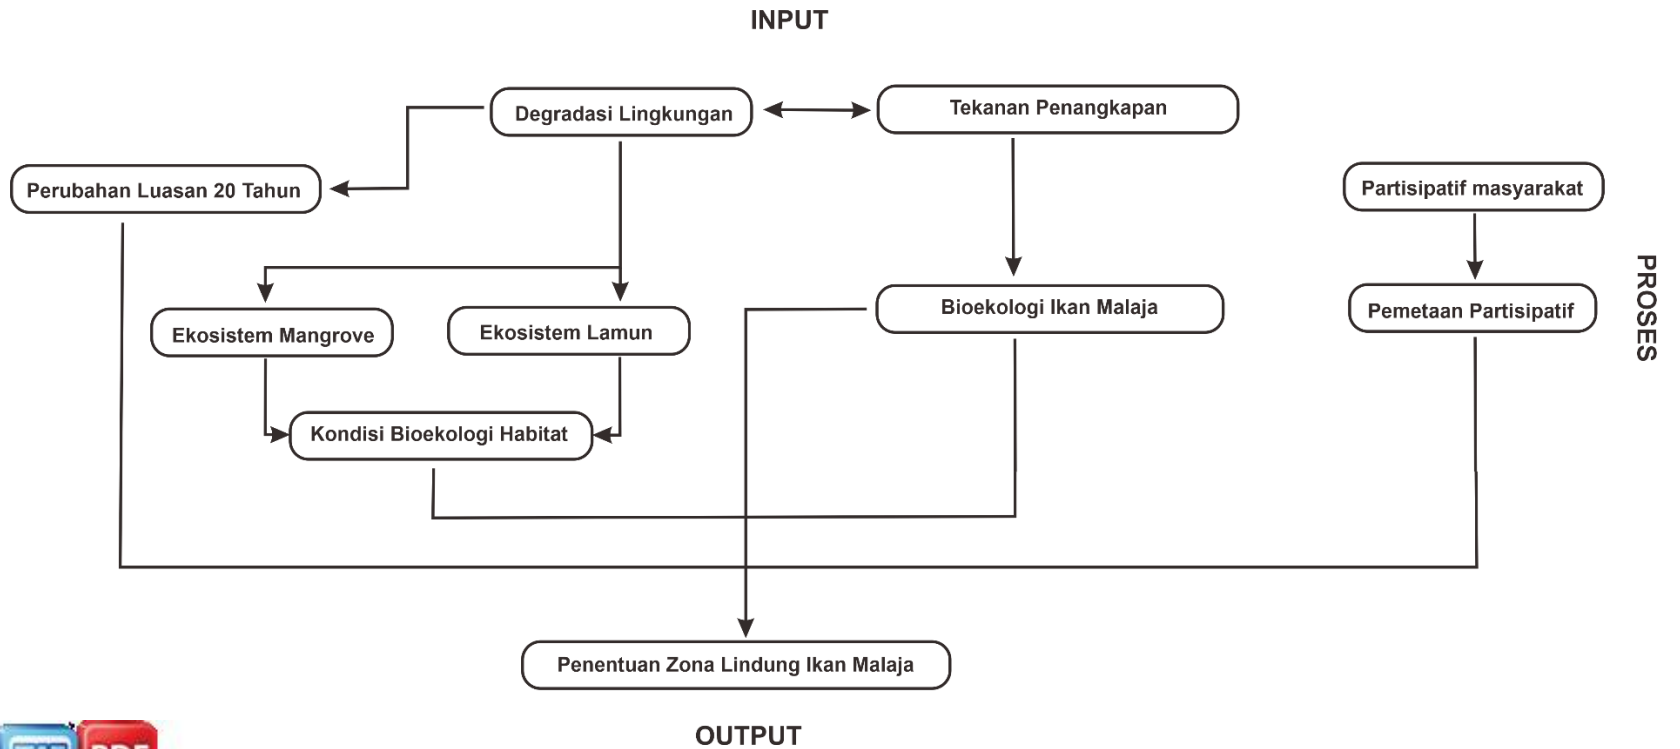 INPUT
Degradasi Lingkungan
Tekanan Penangkapan
Perubahan Luasan 20 Tahun
Partisipatif masyarakat
PROSES
Ekosistem Mangrove
Ekosistem Lamun
Bioekologi Ikan Malaja
Pemetaan Partisipatif
Kondisi Bioekologi Habitat
Penentuan Zona Lindung Ikan Malaja
OUTPUT